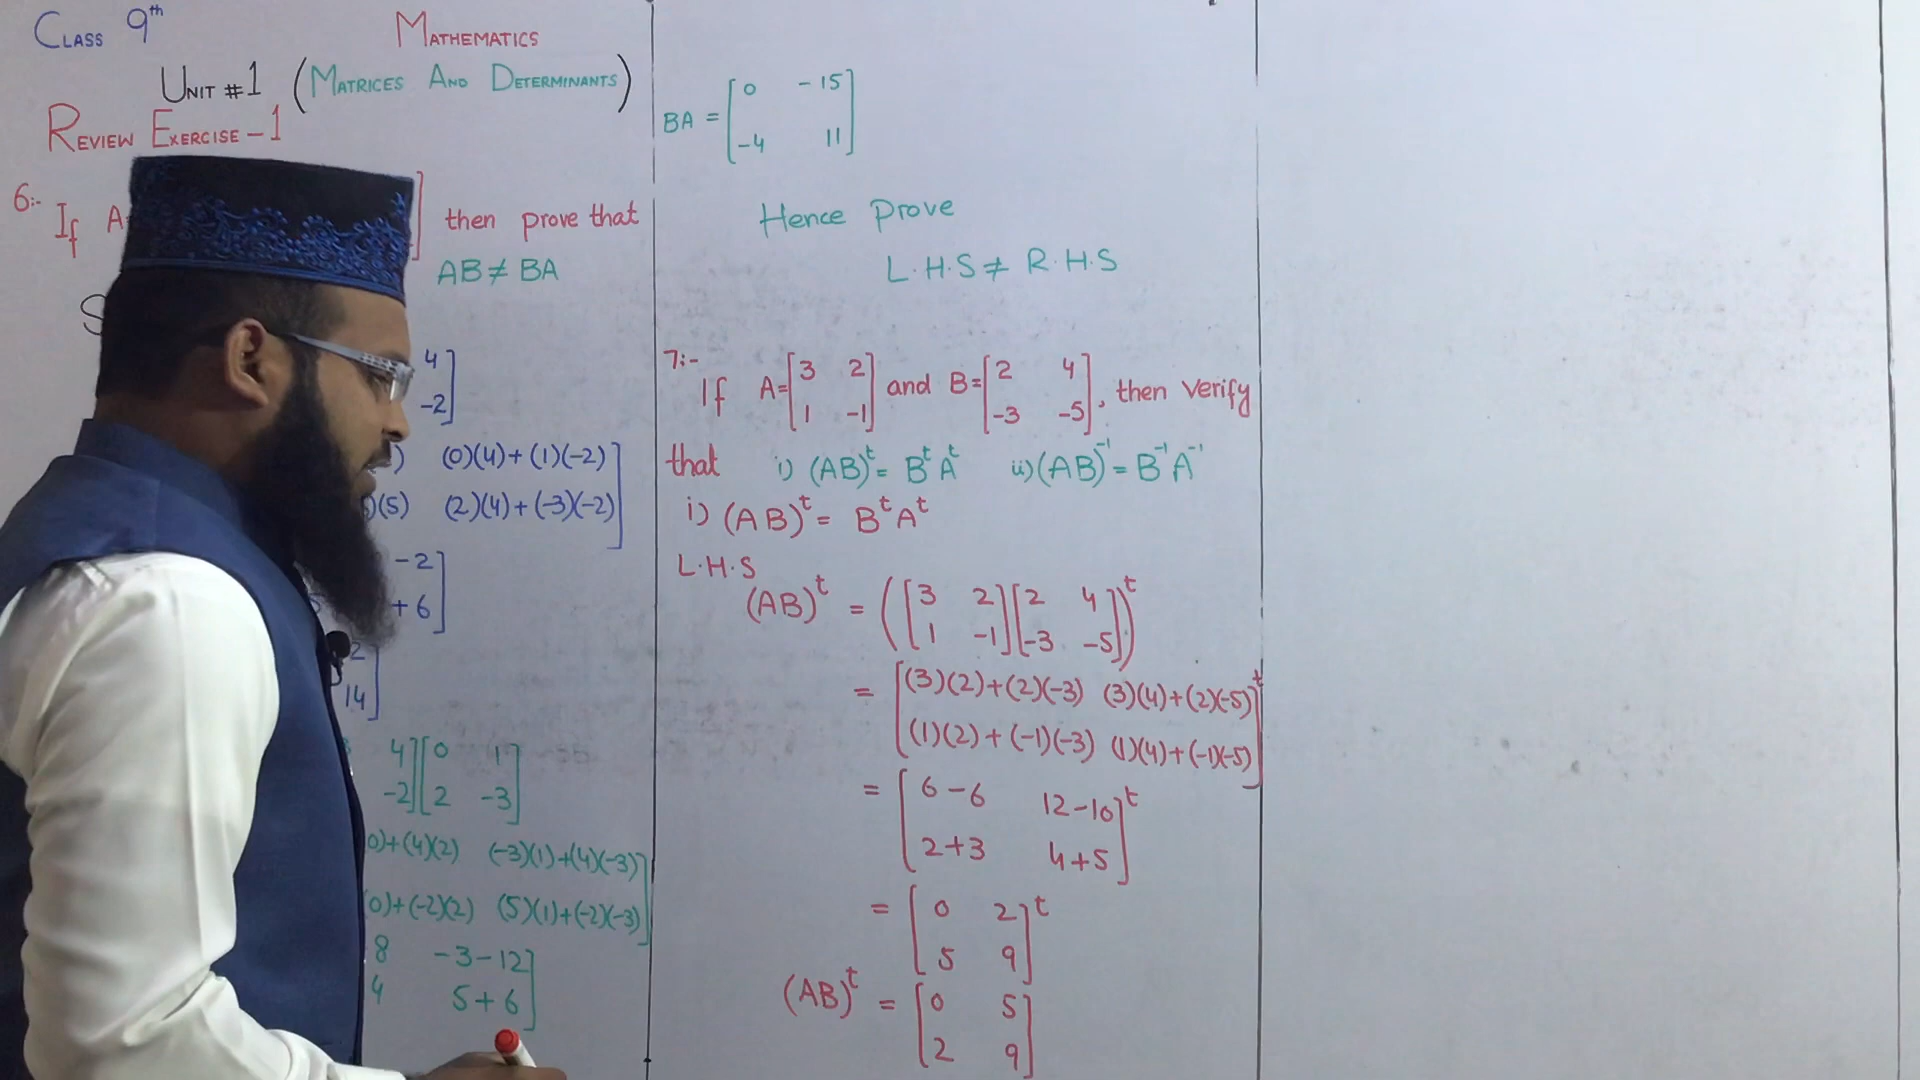 CLASS 9th
MATHEMATICS
UNIT #1 (MATRICES AND DETERMINANTS)
REVIEW EXERCISE-1
6:- If A= ] then prove that
AB ≠ BA
4 ]
-2 ]
) (0)(4)+(1)(-2) ]
)(5) (2)(4)+(-3)(-2) ]
-2 ]
+6 ]
2 ]
14 ]
4 ] [ 0 1 ]
-2 ] [ 2 -3 ]
0)+(4)(2) (-3)(1)+(4)(-3) ]
(0)+(-2)(2) (5)(1)+(-2)(-3) ]
8 -3-12 ]
4 5+6 ]
BA = [ 0 -15 ]
[ -4 11 ]
Hence Prove
L.H.S ≠ R.H.S
7:- If A= [ 3 2 ] and B= [ 2 4 ], then Verify
[ 1 -1 ] [ -3 -5 ]
that i) (AB)^t = B^t A^t ii) (AB)^-1 = B^-1 A^-1
i) (AB)^t = B^t A^t
L.H.S
(AB)^t = ( [ 3 2 ] [ 2 4 ] )^t
[ 1 -1 ] [ -3 -5 ]
= [ (3)(2)+(2)(-3) (3)(4)+(2)(-5) ]^t
[ (1)(2)+(-1)(-3) (1)(4)+(-1)(-5) ]
= [ 6-6 12-10 ]^t
[ 2+3 4+5 ]
= [ 0 2 ]^t
[ 5 9 ]
(AB)^t = [ 0 5 ]
[ 2 9 ]